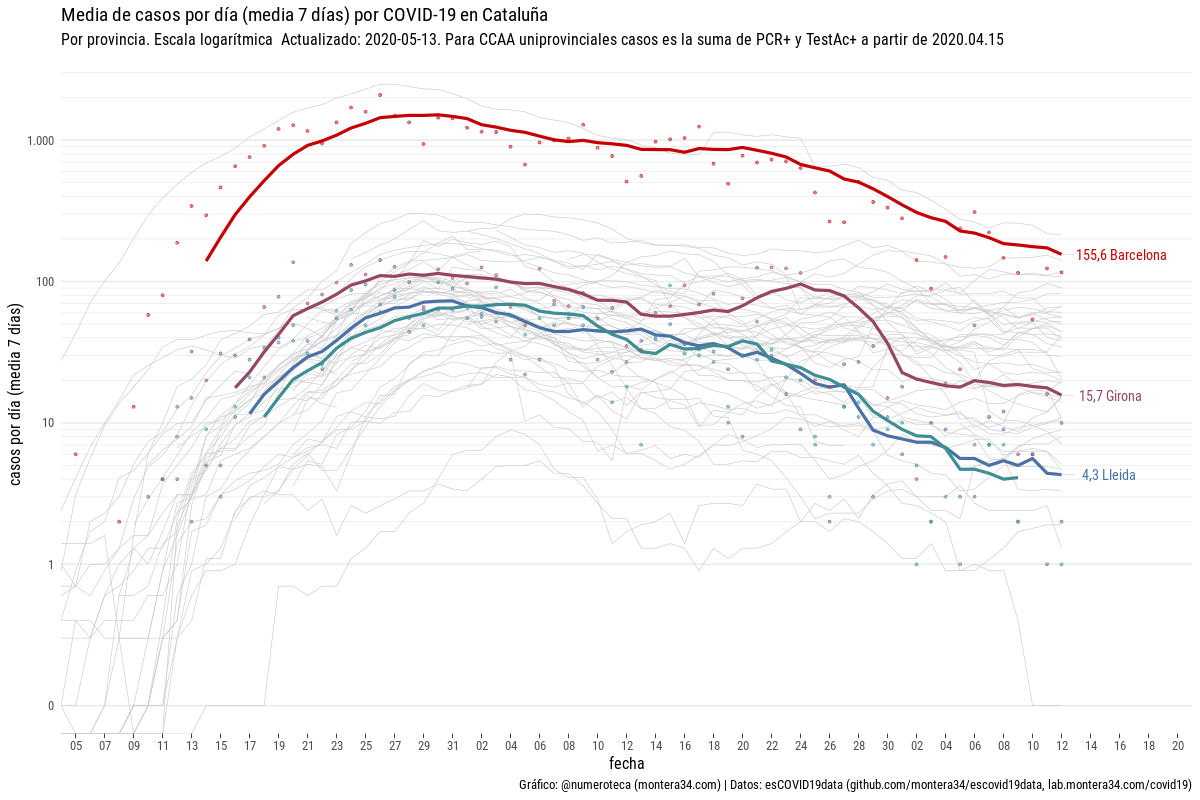 Media de casos por día (media 7 días) por COVID-19 en Cataluña
Por provincia. Escala logarítmica  Actualizado: 2020-05-13. Para CCAA uniprovinciales casos es la suma de PCR+ y TestAc+ a partir de 2020.04.15
casos por día (media 7 días)
1.000
100
10
1
0
155,6 Barcelona
15,7 Girona
4,3 Lleida
05 07 09 11 13 15 17 19 21 23 25 27 29 31 02 04 06 08 10 12 14 16 18 20 22 24 26 28 30 02 04 06 08 10 12 14 16 18 20
fecha
Gráfico: @numeroteca (montera34.com) | Datos: esCOVID19data (github.com/montera34/escovid19data, lab.montera34.com/covid19)